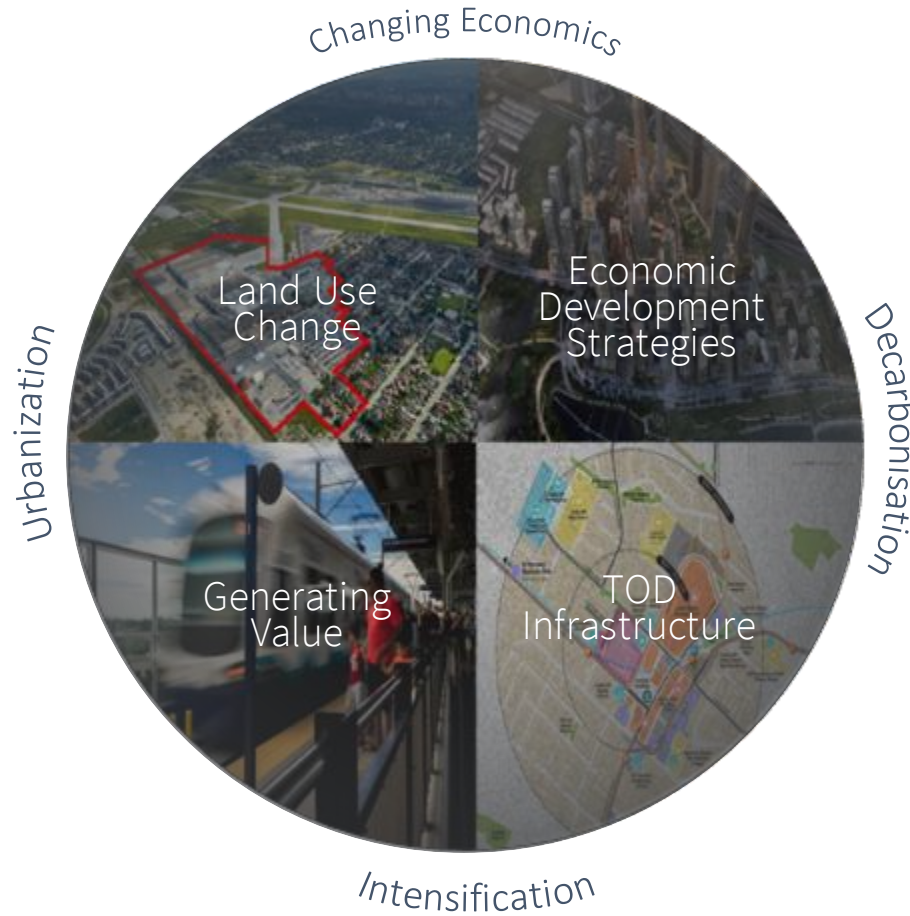 Changing Economics
Land Use
Change
Economic
Development
Strategies
Urbanization
Decarbonisation
Generating
Value
TOD
Infrastructure
Intensification